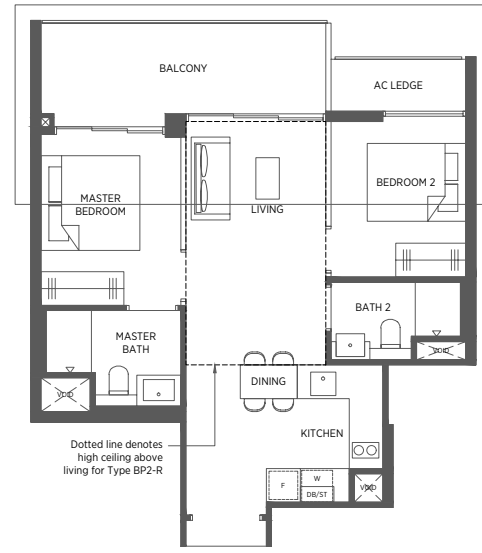 BALCONY
AC LEDGE
MASTER
BEDROOM
LIVING
BEDROOM 2
MASTER
BATH
BATH 2
VOID
VOID
DINING
KITCHEN
Dotted line denotes
high ceiling above
living for Type BP2-R
F
W
DB/ST
VOID